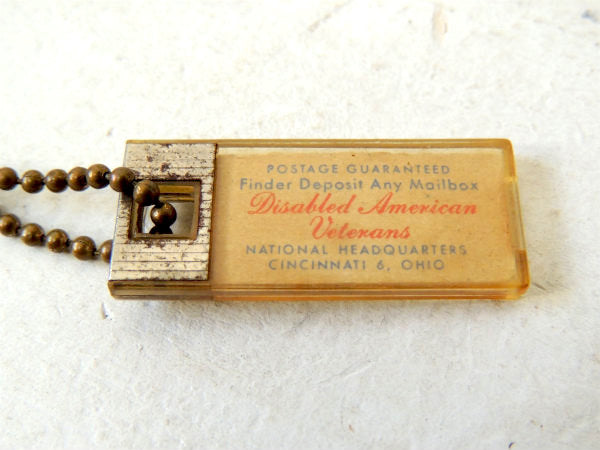 POSTAGE GUARANTEED
Finder Deposit Any Mailbox
Disabled American
Veterans
NATIONAL HEADQUARTERS
CINCINNATI 6, OHIO